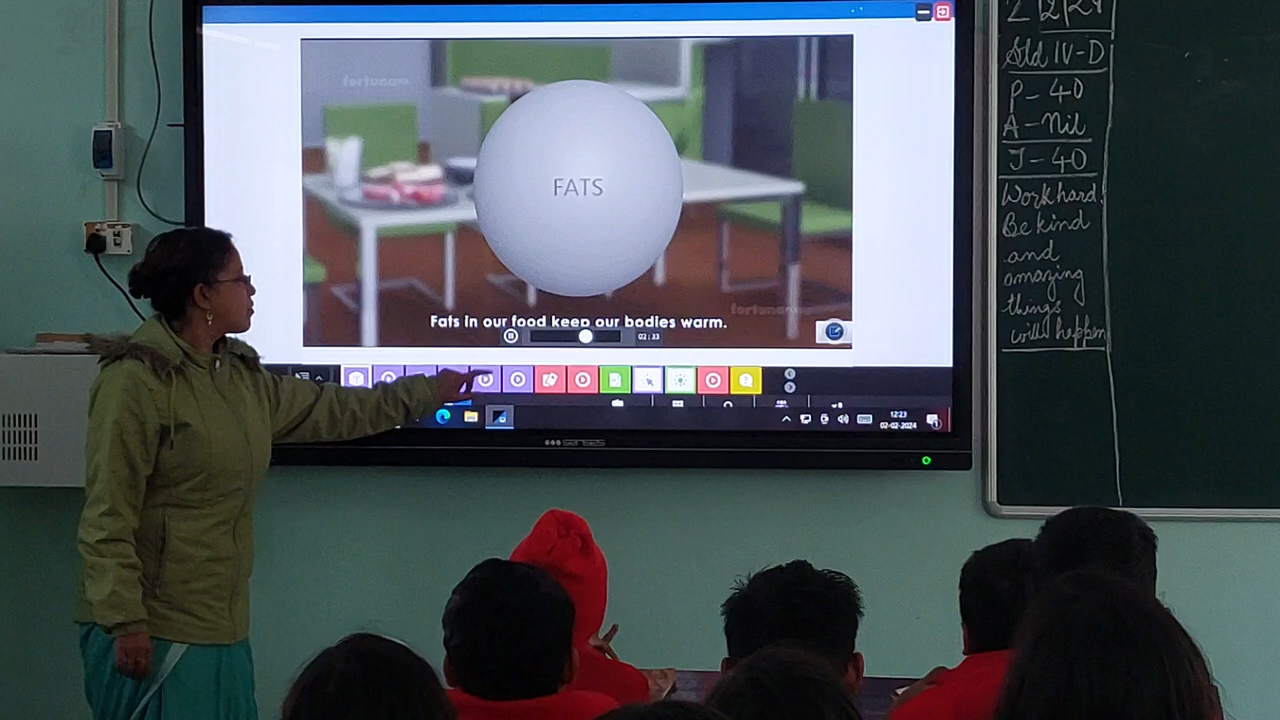 fortuna
FATS
Fats in our food keep our bodies warm.
02:33
12:23
02-02-2024
2|2|24
Std IV-D
P - 40
A - Nil
T - 40
Work hard.
Be kind
and
amazing
things
will happen